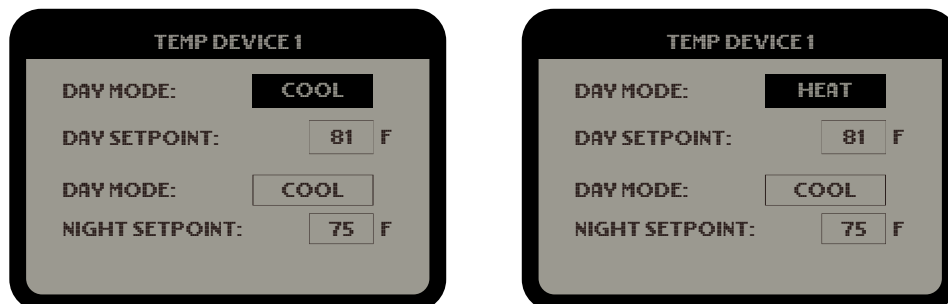 TEMP DEVICE 1
DAY MODE: COOL
DAY SETPOINT: 81 F
DAY MODE: COOL
NIGHT SETPOINT: 75 F
TEMP DEVICE 1
DAY MODE: HEAT
DAY SETPOINT: 81 F
DAY MODE: COOL
NIGHT SETPOINT: 75 F